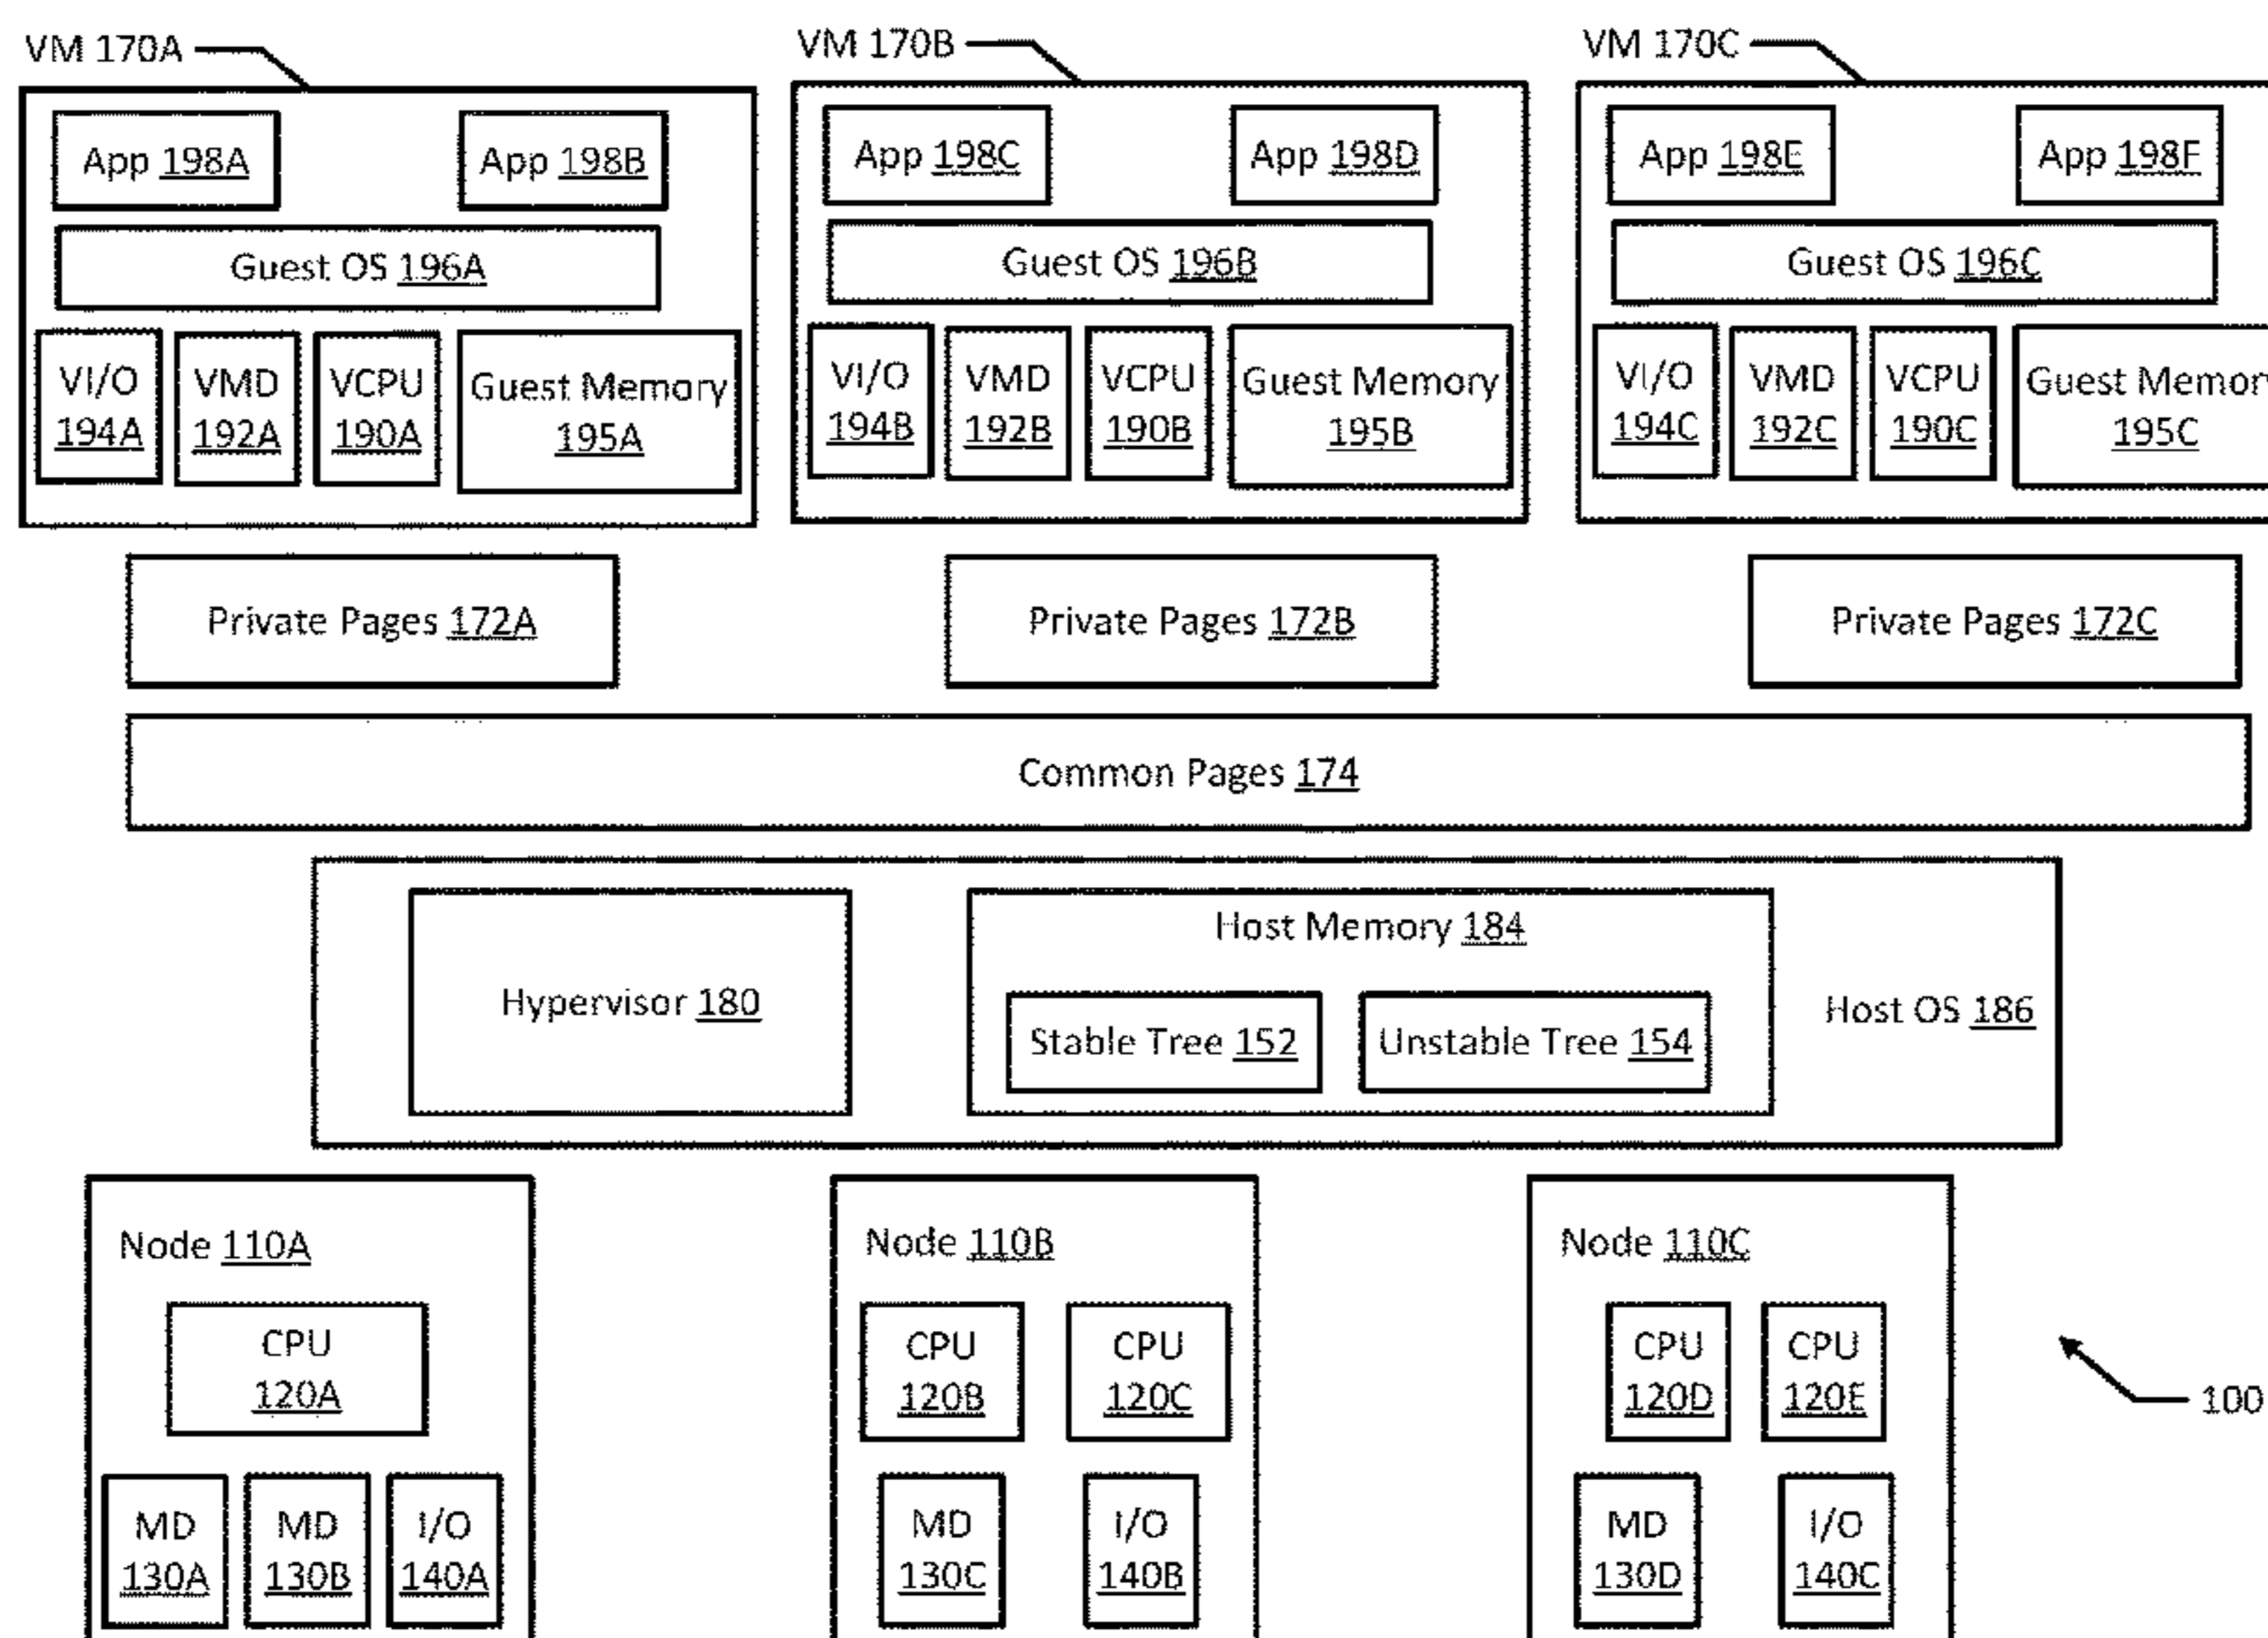 VM 170A
VM 170B
VM 170C
App 198A
App 198B
App 198C
App 198D
App 198E
App 198F
Guest OS 196A
Guest OS 196B
Guest OS 196C
VI/O
194A
VMD
192A
VCPU
190A
Guest Memory
195A
VI/O
194B
VMD
192B
VCPU
190B
Guest Memory
195B
VI/O
194C
VMD
192C
VCPU
190C
Guest Memory
195C
Private Pages 172A
Private Pages 172B
Private Pages 172C
Common Pages 174
Hypervisor 180
Host Memory 184
Stable Tree 152
Unstable Tree 154
Host OS 186
Node 110A
CPU
120A
MD
130A
MD
130B
I/O
140A
Node 110B
CPU
120B
CPU
120C
MD
130C
I/O
140B
Node 110C
CPU
120D
CPU
120E
MD
130D
I/O
140C
100